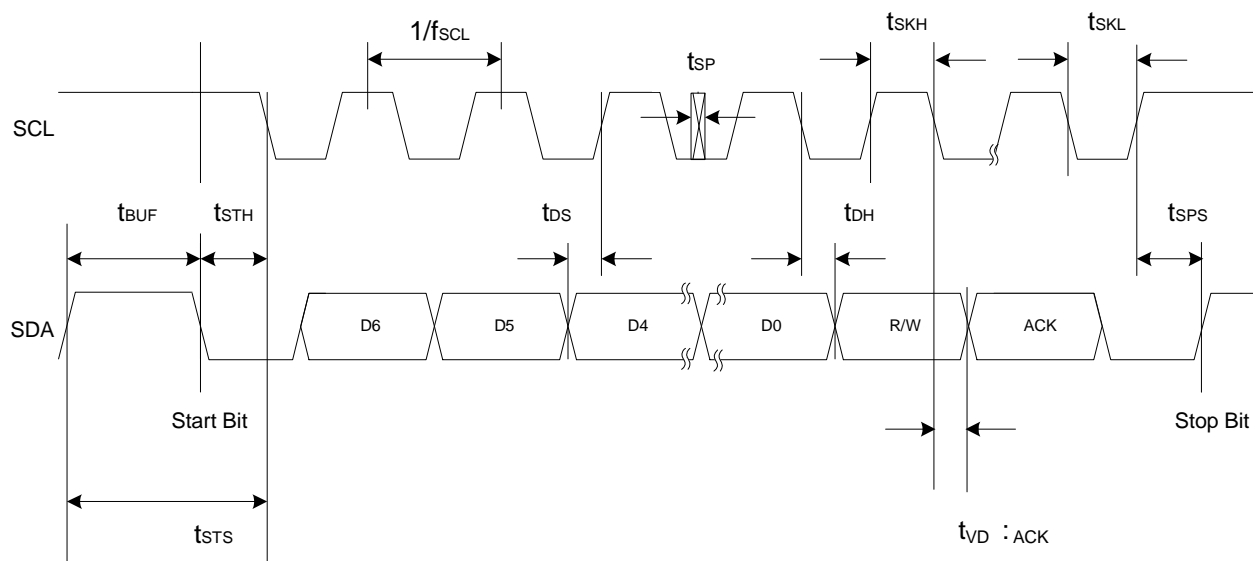 1/fSCL
tSKH
tSKL
tSP
SCL
tBUF
tSTH
tDS
tDH
tSPS
SDA
D6
D5
D4
D0
R/W
ACK
Start Bit
Stop Bit
tSTS
tVD : ACK